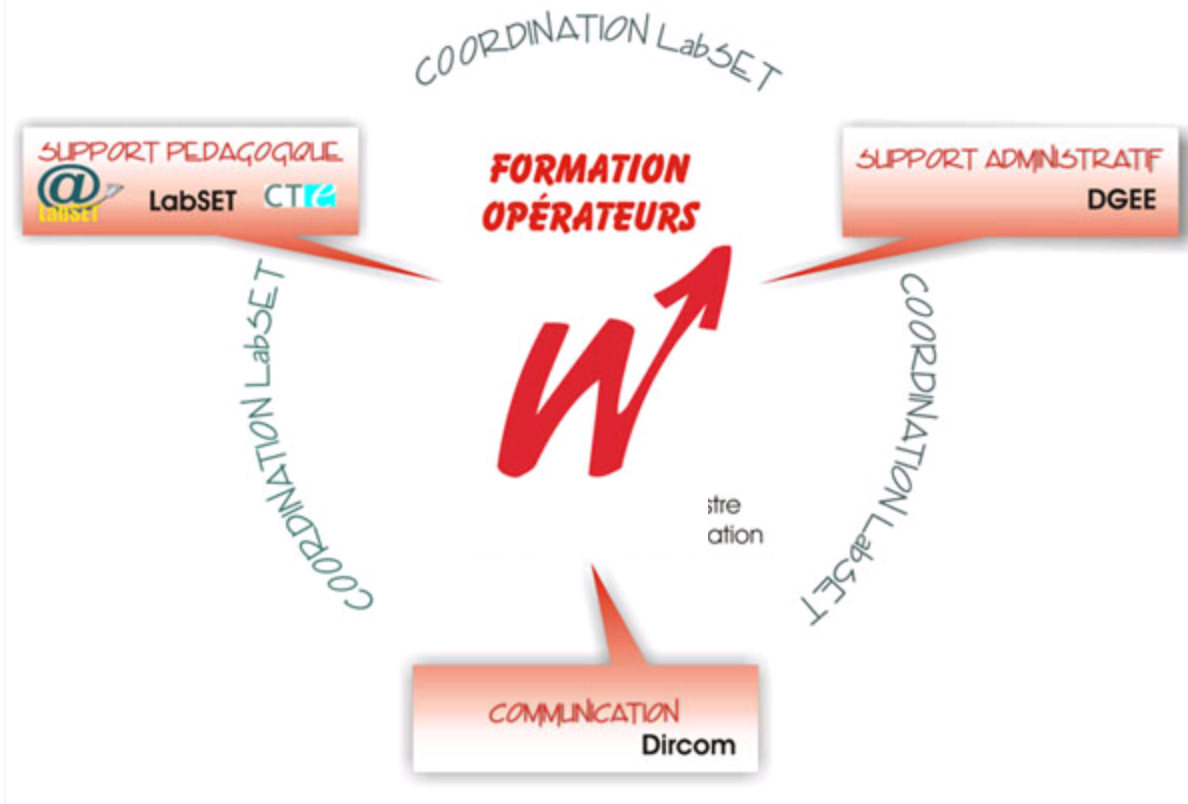 COORDINATION LabSET
SUPPORT PEDAGOGIQUE
@
LabSET
LabSET CT
SUPPORT ADMINISTRATIF
DGEE
FORMATION
OPÉRATEURS
W
COORDINATION LabSET
COORDINATION LabSET
stre
ation
COMMUNICATION
Dircom